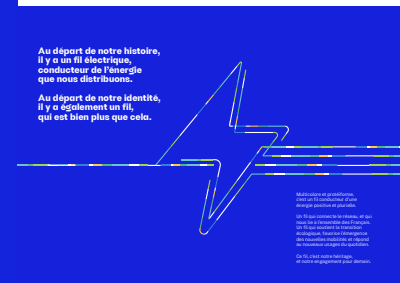 Au départ de notre histoire,
il y a un fil électrique,
conducteur de l'énergie
que nous distribuons.
Au départ de notre identité,
il y a également un fil,
qui est bien plus que cela.
Multicolore et protéiforme,
c'est un fil conducteur d'une
énergie positive et plurielle.
Un fil qui connecte le réseau, et qui
nous lie à l'ensemble des Français.
Un fil qui soutient la transition
écologique, favorise l'émergence
des nouvelles mobilités et répond
au nouveaux usages du quotidien.
Ce fil, c'est notre héritage,
et notre engagement pour demain.